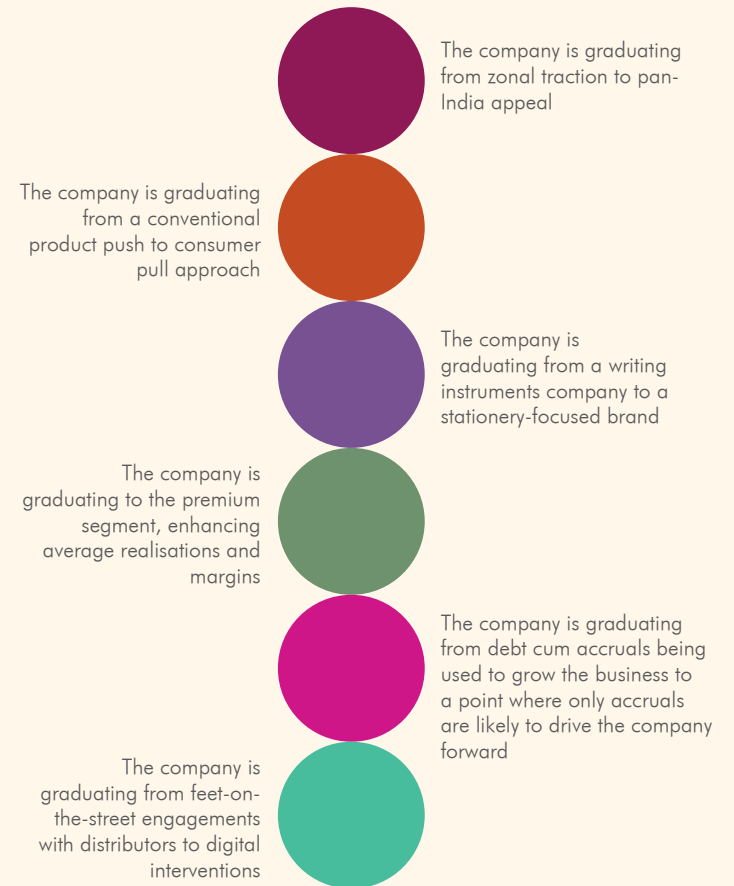 The company is graduating
from zonal traction to pan-
India appeal
The company is graduating
from a conventional
product push to consumer
pull approach
The company is
graduating from a writing
instruments company to a
stationery-focused brand
The company is
graduating to the premium
segment, enhancing
average realisations and
margins
The company is graduating
from debt cum accruals being
used to grow the business to
a point where only accruals
are likely to drive the company
forward
The company is
graduating from feet-on-
the-street engagements
with distributors to digital
interventions